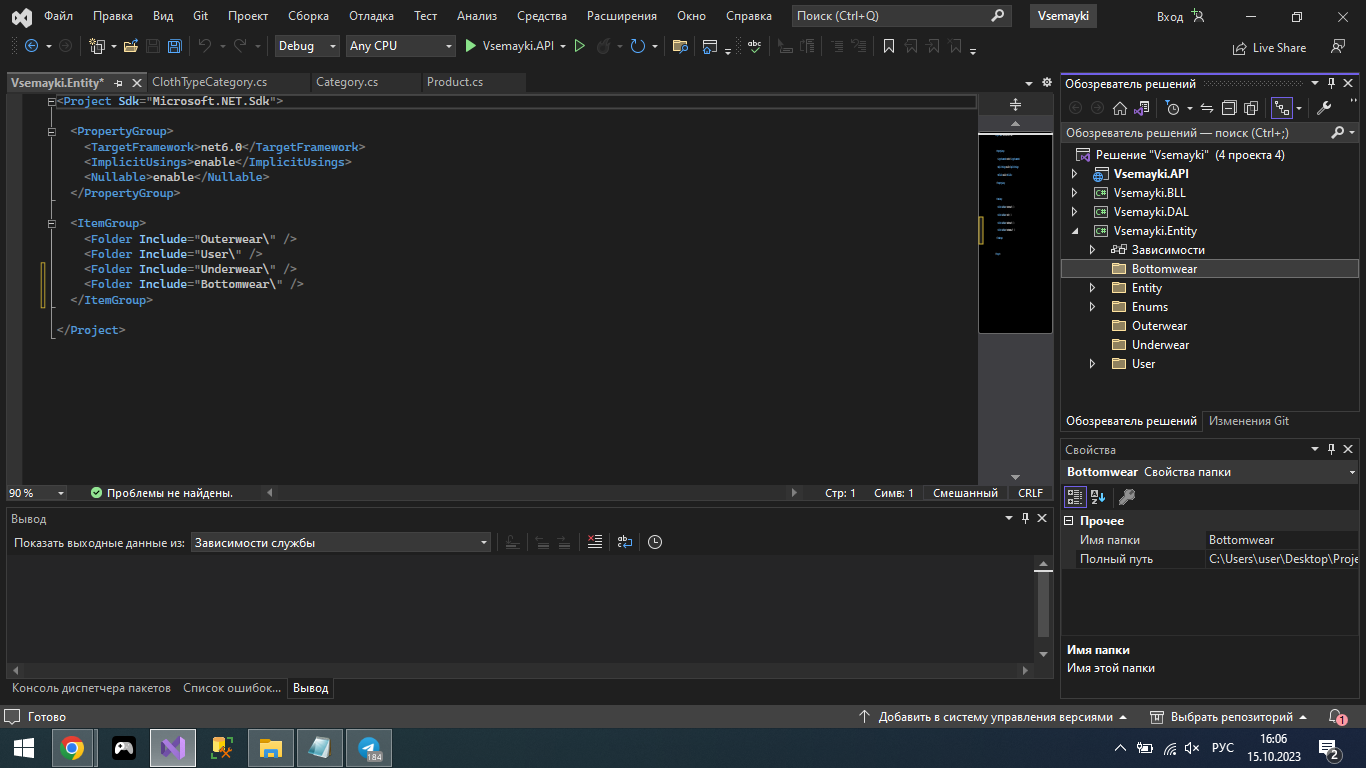 Файл Правка Вид Git Проект Сборка Отладка Тест Анализ Средства Расширения Окно Справка Поиск (Ctrl+Q) Vsemayki Вход
Debug Any CPU Vsemayki.API Live Share
Vsemayki.Entity* ClothTypeCategory.cs Category.cs Product.cs
<Project Sdk="Microsoft.NET.Sdk">
<PropertyGroup>
<TargetFramework>net6.0</TargetFramework>
<ImplicitUsings>enable</ImplicitUsings>
<Nullable>enable</Nullable>
</PropertyGroup>
<ItemGroup>
<Folder Include="Outerwear\" />
<Folder Include="User\" />
<Folder Include="Underwear\" />
<Folder Include="Bottomwear\" />
</ItemGroup>
</Project>
90 % Проблемы не найдены. Стр: 1 Симв: 1 Смешанный CRLF
Обозреватель решений
Обозреватель решений — поиск (Ctrl+;)
Решение "Vsemayki" (4 проекта 4)
Vsemayki.API
Vsemayki.BLL
Vsemayki.DAL
Vsemayki.Entity
Зависимости
Bottomwear
Entity
Enums
Outerwear
Underwear
User
Обозреватель решений Изменения Git
Свойства
Bottomwear Свойства папки
Прочее
Имя папки Bottomwear
Полный путь C:\Users\user\Desktop\Proje
Имя папки
Имя этой папки
Вывод
Показать выходные данные из: Зависимости службы
Консоль диспетчера пакетов Список ошибок... Вывод
Готово Добавить в систему управления версиями Выбрать репозиторий 1
184 РУС 16:06
15.10.2023 2